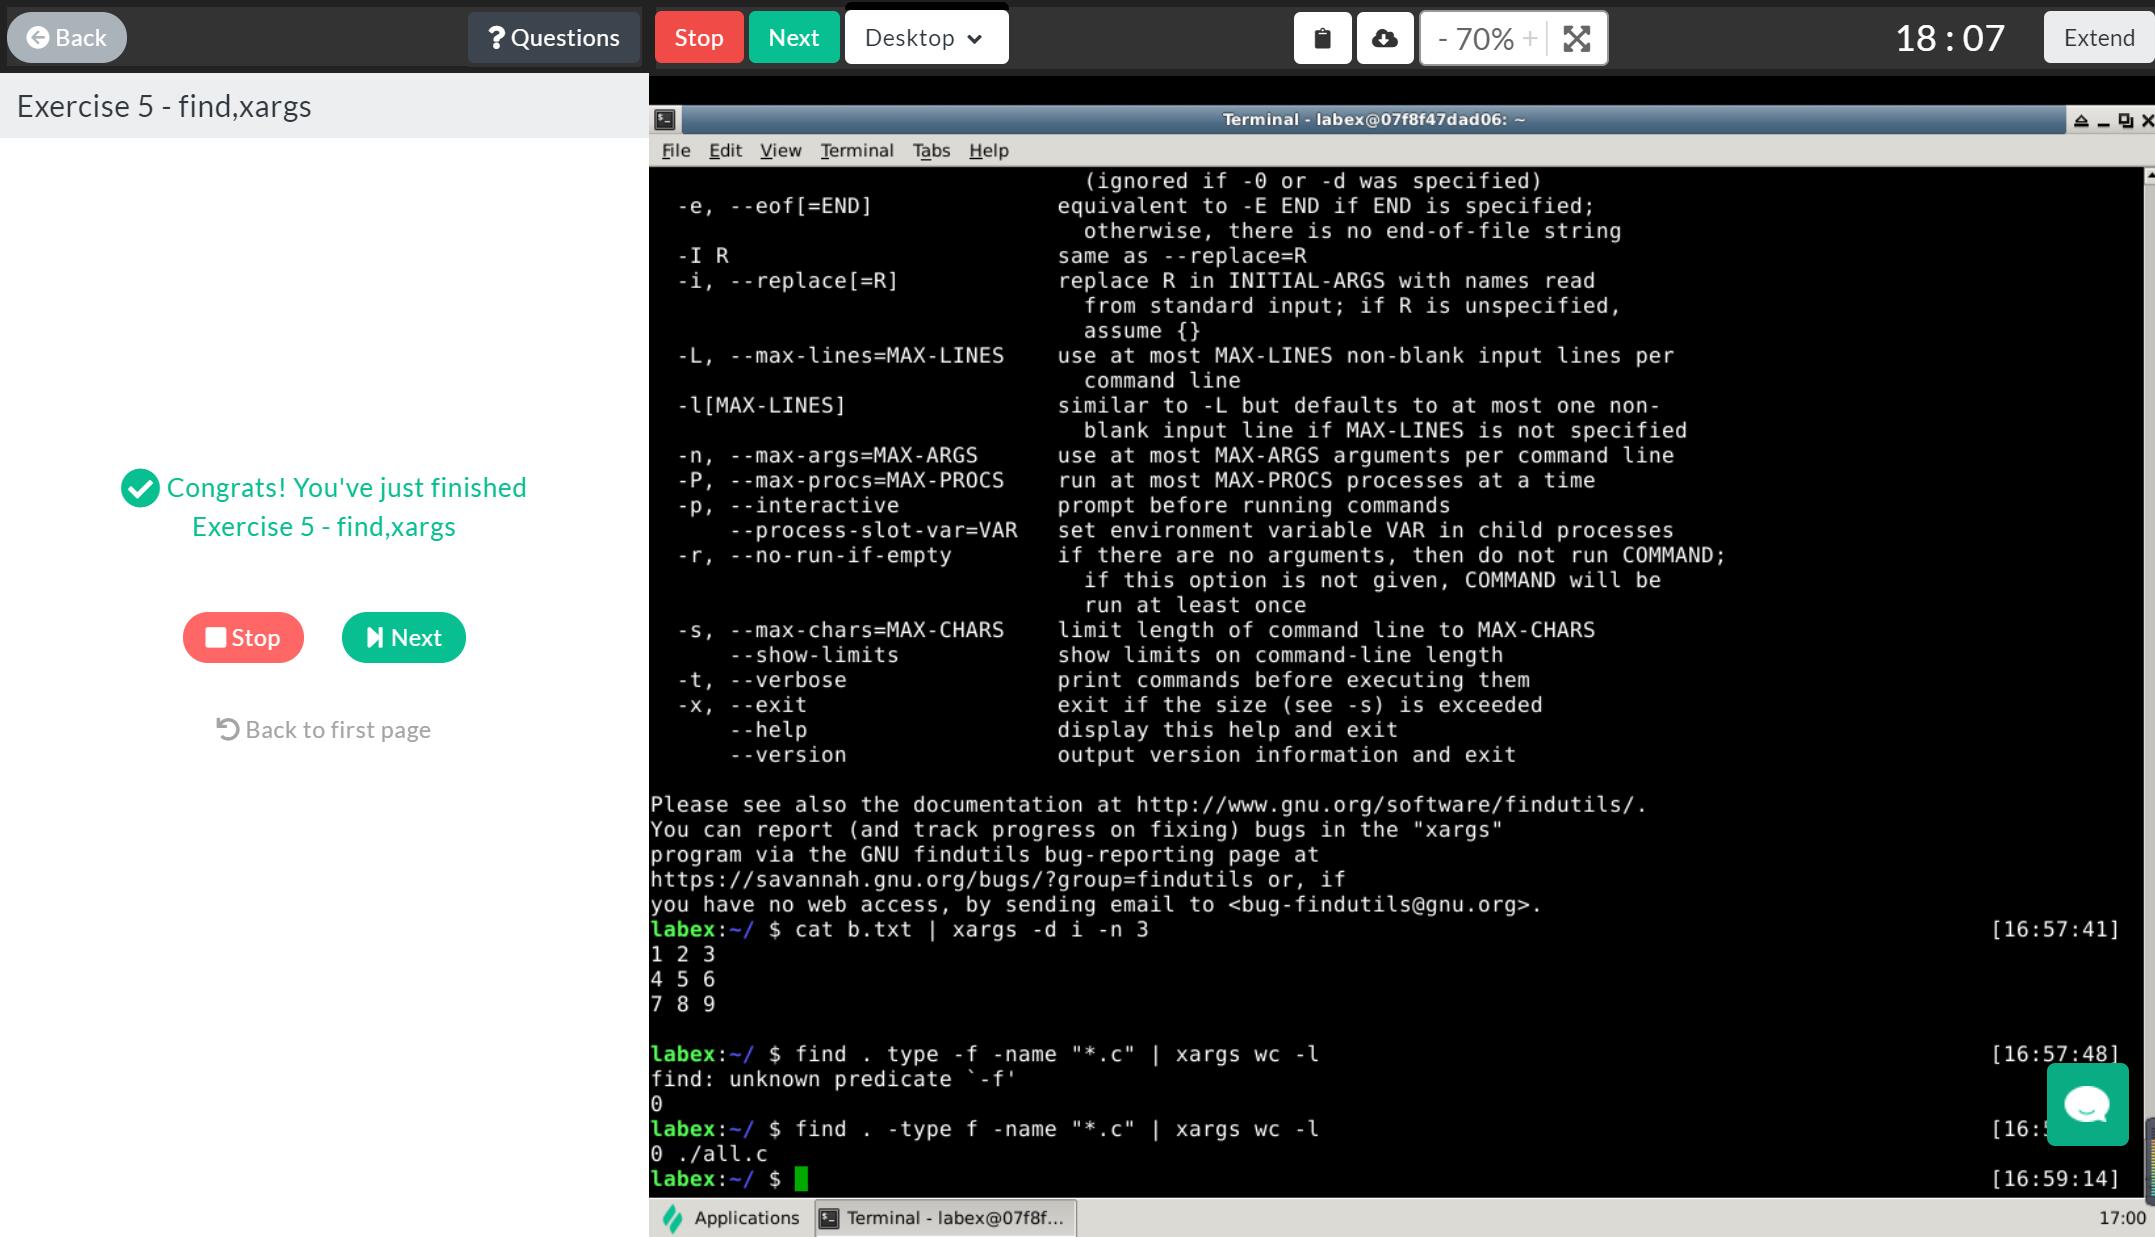 Back
? Questions
Stop
Next
Desktop
- 70% +
18 : 07
Extend
Exercise 5 - find,xargs
Congrats! You've just finished
Exercise 5 - find,xargs
Stop
Next
Back to first page
Terminal - labex@07f8f47dad06: ~
File Edit View Terminal Tabs Help
(ignored if -0 or -d was specified)
-e, --eof[=END] equivalent to -E END if END is specified;
otherwise, there is no end-of-file string
-I R same as --replace=R
-i, --replace[=R] replace R in INITIAL-ARGS with names read
from standard input; if R is unspecified,
assume {}
-L, --max-lines=MAX-LINES use at most MAX-LINES non-blank input lines per
command line
-l[MAX-LINES] similar to -L but defaults to at most one non-
blank input line if MAX-LINES is not specified
-n, --max-args=MAX-ARGS use at most MAX-ARGS arguments per command line
-P, --max-procs=MAX-PROCS run at most MAX-PROCS processes at a time
-p, --interactive prompt before running commands
--process-slot-var=VAR set environment variable VAR in child processes
-r, --no-run-if-empty if there are no arguments, then do not run COMMAND;
if this option is not given, COMMAND will be
run at least once
-s, --max-chars=MAX-CHARS limit length of command line to MAX-CHARS
--show-limits show limits on command-line length
-t, --verbose print commands before executing them
-x, --exit exit if the size (see -s) is exceeded
--help display this help and exit
--version output version information and exit
Please see also the documentation at http://www.gnu.org/software/findutils/.
You can report (and track progress on fixing) bugs in the "xargs"
program via the GNU findutils bug-reporting page at
https://savannah.gnu.org/bugs/?group=findutils or, if
you have no web access, by sending email to <bug-findutils@gnu.org>.
labex:~/ $ cat b.txt | xargs -d i -n 3 [16:57:41]
1 2 3
4 5 6
7 8 9
labex:~/ $ find . type -f -name "*.c" | xargs wc -l [16:57:48]
find: unknown predicate `-f'
0
labex:~/ $ find . -type f -name "*.c" | xargs wc -l [16:
0 ./all.c
labex:~/ $ [16:59:14]
Applications
Terminal - labex@07f8f...
17:00